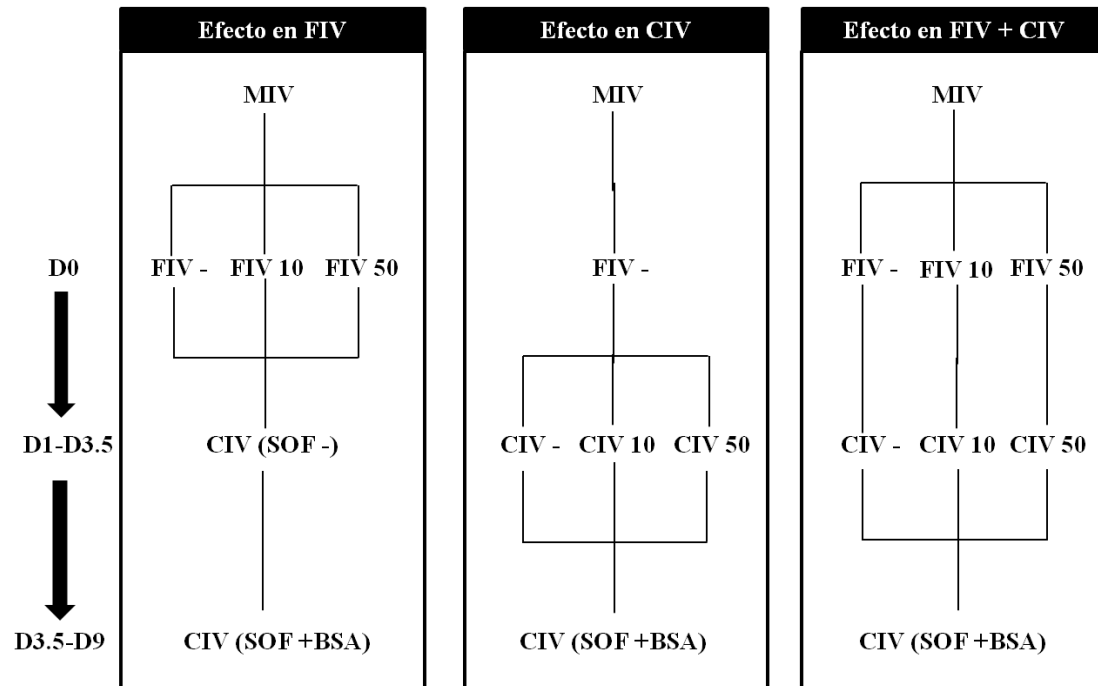 Efecto en FIV
Efecto en CIV
Efecto en FIV + CIV
MIV
MIV
MIV
D0
FIV -
FIV 10
FIV 50
FIV -
FIV -
FIV 10
FIV 50
D1-D3.5
CIV (SOF -)
CIV -
CIV 10
CIV 50
CIV -
CIV 10
CIV 50
D3.5-D9
CIV (SOF +BSA)
CIV (SOF +BSA)
CIV (SOF +BSA)